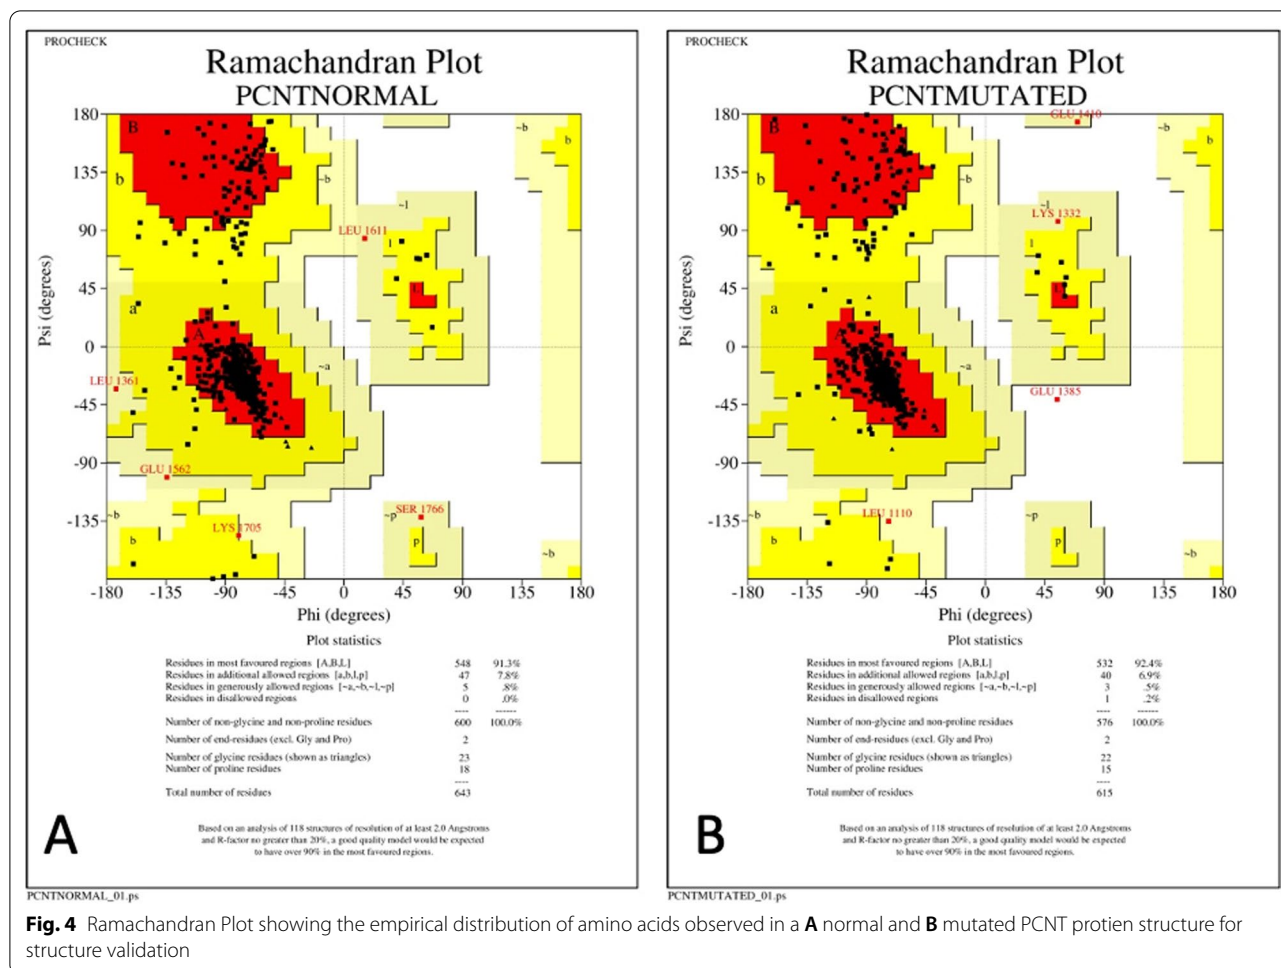 PROCHECK
Ramachandran Plot
PCNTNORMAL
B
~b
b
b
~b
~l
LEU 1611
l
L
a
A
~a
LEU 1361
GLU 1562
~b
~p
SER 1766
LYS 1705
b
p
~b
180
135
90
45
0
-45
-90
-135
-180 -135 -90 -45 0 45 90 135 180
Psi (degrees)
Phi (degrees)
Plot statistics
Residues in most favoured regions [A,B,L] 548 91.3%
Residues in additional allowed regions [a,b,l,p] 47 7.8%
Residues in generously allowed regions [~a,~b,~l,~p] 5 .8%
Residues in disallowed regions 0 .0%
---- ------
Number of non-glycine and non-proline residues 600 100.0%
Number of end-residues (excl. Gly and Pro) 2
Number of glycine residues (shown as triangles) 23
Number of proline residues 18
----
Total number of residues 643
A
Based on an analysis of 118 structures of resolution of at least 2.0 Angstroms
and R-factor no greater than 20%, a good quality model would be expected
to have over 90% in the most favoured regions.
PCNTNORMAL_01.ps
PROCHECK
Ramachandran Plot
PCNTMUTATED
GLU 1410
B
~b
b
b
~b
~l
LYS 1332
l
L
a
A
~a
GLU 1385
~b
LEU 1110
~p
b
p
~b
180
135
90
45
0
-45
-90
-135
-180 -135 -90 -45 0 45 90 135 180
Psi (degrees)
Phi (degrees)
Plot statistics
Residues in most favoured regions [A,B,L] 532 92.4%
Residues in additional allowed regions [a,b,l,p] 40 6.9%
Residues in generously allowed regions [~a,~b,~l,~p] 3 .5%
Residues in disallowed regions 1 .2%
---- ------
Number of non-glycine and non-proline residues 576 100.0%
Number of end-residues (excl. Gly and Pro) 2
Number of glycine residues (shown as triangles) 22
Number of proline residues 15
----
Total number of residues 615
B
Based on an analysis of 118 structures of resolution of at least 2.0 Angstroms
and R-factor no greater than 20%, a good quality model would be expected
to have over 90% in the most favoured regions.
PCNTMUTATED_01.ps
Fig. 4 Ramachandran Plot showing the empirical distribution of amino acids observed in a A normal and B mutated PCNT protien structure for
structure validation